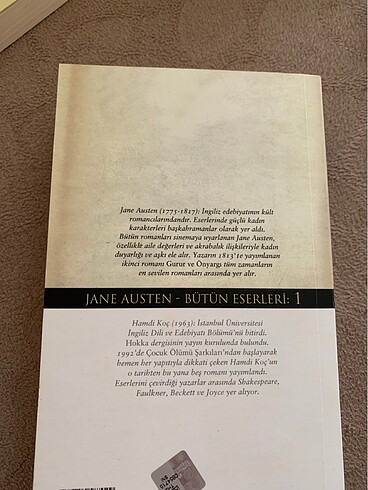 Jane Austen (1775-1817): İngiliz edebiyatının kült
romancılarındandır. Eserlerinde güçlü kadın
karakterleri başkahramanlar olarak yer aldı.
Bütün romanları sinemaya uyarlanan Jane Austen,
özellikle aile değerleri ve akrabalık ilişkileriyle kadın
duyarlığı ve aşkı ele alır. Yazarın 1813'te yayımlanan
ikinci romanı Gurur ve Önyargı tüm zamanların
en sevilen romanları arasında yer alır.
JANE AUSTEN - BÜTÜN ESERLERİ: 1
Hamdi Koç (1963): İstanbul Üniversitesi
İngiliz Dili ve Edebiyatı Bölümü'nü bitirdi.
Hokka dergisinin yayın kurulunda bulundu.
1992'de Çocuk Ölümü Şarkıları'ndan başlayarak
hemen her yapıtıyla dikkati çeken Hamdi Koç'un
o tarihten bu yana beş romanı yayımlandı.
Eserlerini çevirdiği yazarlar arasında Shakespeare,
Faulkner, Beckett ve Joyce yer alıyor.